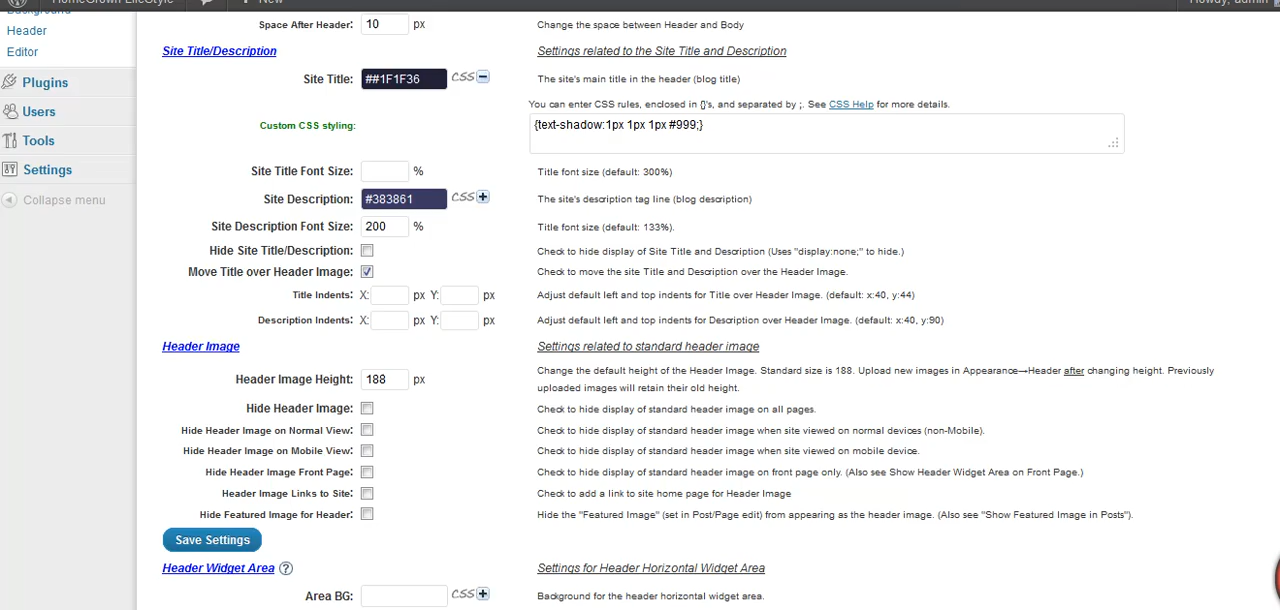 HomeGrown LifeStyle
New
Howdy, admin
Background
Space After Header: 10 px Change the space between Header and Body
Header
Editor
Site Title/Description Settings related to the Site Title and Description
Site Title: ##1F1F36 CSS The site's main title in the header (blog title)
Plugins
You can enter CSS rules, enclosed in {}'s, and separated by ;. See CSS Help for more details.
Users
Custom CSS styling: {text-shadow:1px 1px 1px #999;}
Tools
Settings
Site Title Font Size: % Title font size (default: 300%)
Collapse menu
Site Description: #383861 CSS The site's description tag line (blog description)
Site Description Font Size: 200 % Title font size (default: 133%).
Hide Site Title/Description: Check to hide display of Site Title and Description (Uses "display:none;" to hide.)
Move Title over Header Image: Check to move the site Title and Description over the Header Image.
Title Indents: X: px Y: px Adjust default left and top indents for Title over Header Image. (default: x:40, y:44)
Description Indents: X: px Y: px Adjust default left and top indents for Description over Header Image. (default: x:40, y:90)
Header Image Settings related to standard header image
Header Image Height: 188 px Change the default height of the Header Image. Standard size is 188. Upload new images in Appearance→Header after changing height. Previously
uploaded images will retain their old height.
Hide Header Image: Check to hide display of standard header image on all pages.
Hide Header Image on Normal View: Check to hide display of standard header image when site viewed on normal devices (non-Mobile).
Hide Header Image on Mobile View: Check to hide display of standard header image when site viewed on mobile device.
Hide Header Image Front Page: Check to hide display of standard header image on front page only. (Also see Show Header Widget Area on Front Page.)
Header Image Links to Site: Check to add a link to site home page for Header Image
Hide Featured Image for Header: Hide the "Featured Image" (set in Post/Page edit) from appearing as the header image. (Also see "Show Featured Image in Posts").
Save Settings
Header Widget Area ? Settings for Header Horizontal Widget Area
Area BG: CSS Background for the header horizontal widget area.